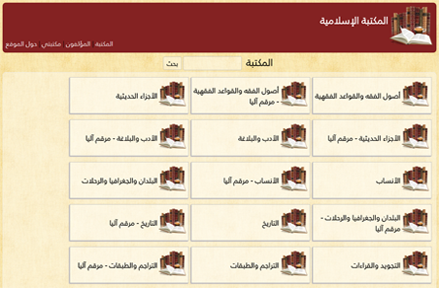 المكتبة الإسلامية
المكتبة المؤلفون مكتبتي حول الموقع
المكتبة بحث
أصول الفقه والقواعد الفقهية
أصول الفقه والقواعد الفقهية
- مرقم آليا
الأجزاء الحديثية
الأجزاء الحديثية - مرقم آليا
الأدب والبلاغة
الأدب والبلاغة - مرقم آليا
الأنساب
الأنساب - مرقم آليا
البلدان والجغرافيا والرحلات
البلدان والجغرافيا والرحلات -
مرقم آليا
التاريخ
التاريخ - مرقم آليا
التجويد والقراءات
التراجم والطبقات
التراجم والطبقات - مرقم آليا